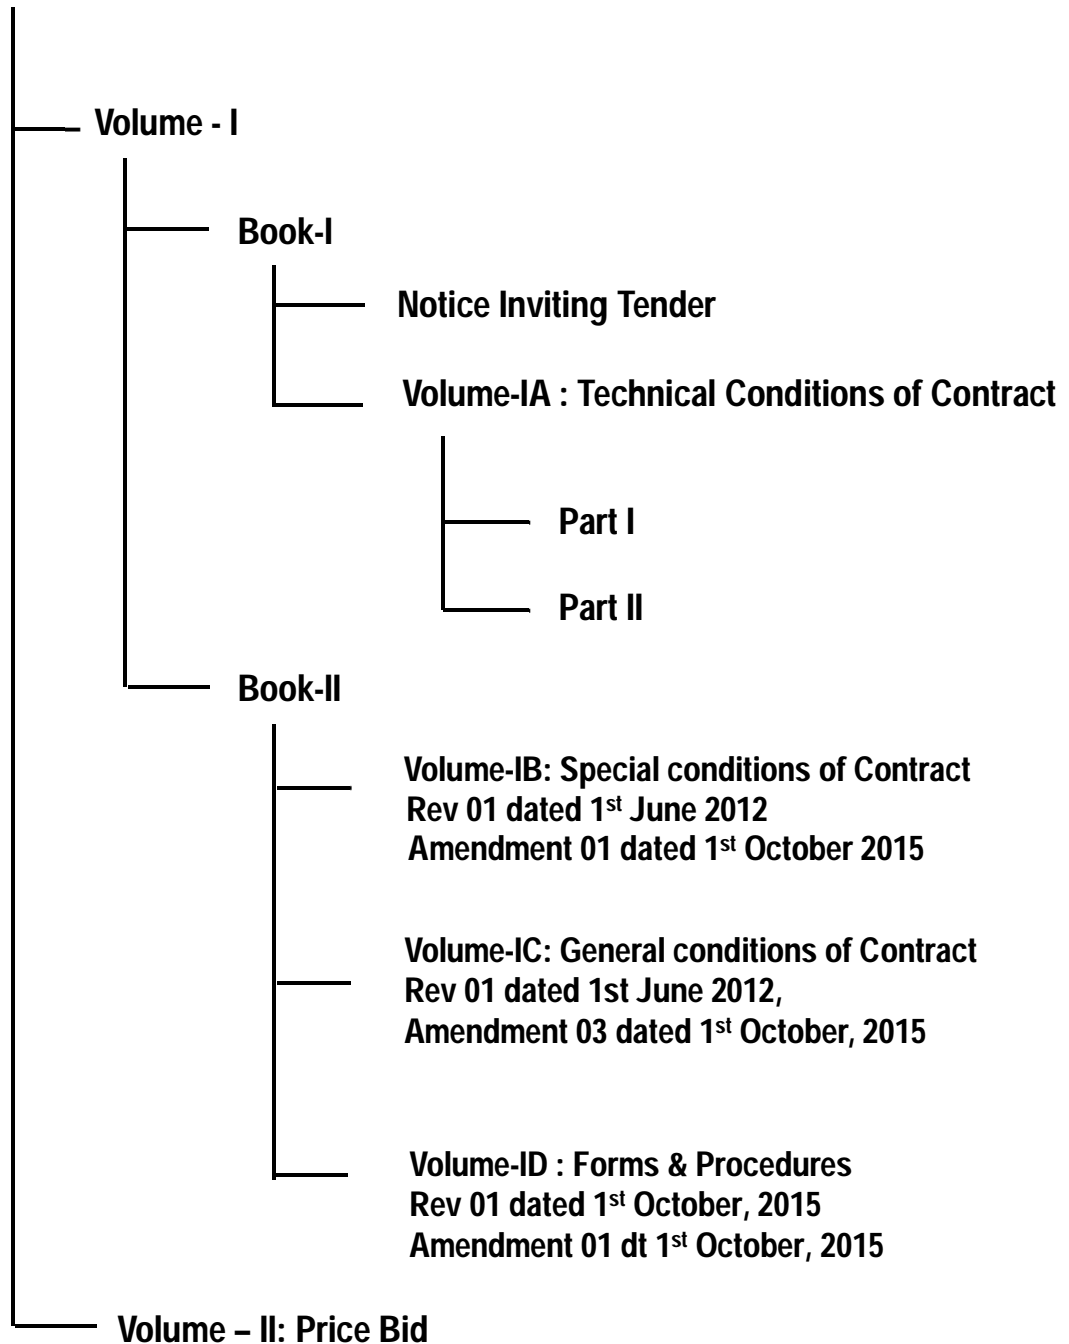 Volume - I
Book-I
Notice Inviting Tender
Volume-IA : Technical Conditions of Contract
Part I
Part II
Book-II
Volume-IB: Special conditions of Contract
Rev 01 dated 1st June 2012
Amendment 01 dated 1st October 2015
Volume-IC: General conditions of Contract
Rev 01 dated 1st June 2012,
Amendment 03 dated 1st October, 2015
Volume-ID : Forms & Procedures
Rev 01 dated 1st October, 2015
Amendment 01 dt 1st October, 2015
Volume – II: Price Bid